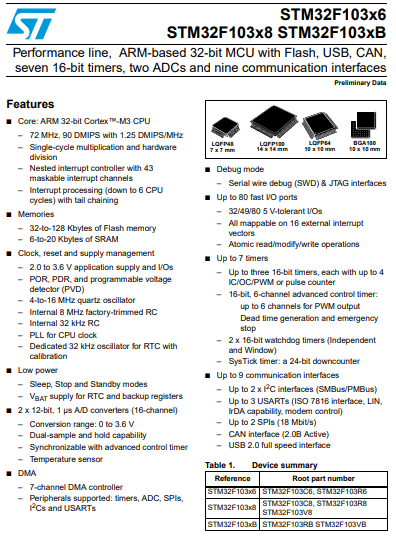 ST
STM32F103x6
STM32F103x8 STM32F103xB
Performance line, ARM-based 32-bit MCU with Flash, USB, CAN,
seven 16-bit timers, two ADCs and nine communication interfaces
Preliminary Data
Features
■ Core: ARM 32-bit Cortex™-M3 CPU
– 72 MHz, 90 DMIPS with 1.25 DMIPS/MHz
– Single-cycle multiplication and hardware
division
– Nested interrupt controller with 43
maskable interrupt channels
– Interrupt processing (down to 6 CPU
cycles) with tail chaining
■ Memories
– 32-to-128 Kbytes of Flash memory
– 6-to-20 Kbytes of SRAM
■ Clock, reset and supply management
– 2.0 to 3.6 V application supply and I/Os
– POR, PDR, and programmable voltage
detector (PVD)
– 4-to-16 MHz quartz oscillator
– Internal 8 MHz factory-trimmed RC
– Internal 32 kHz RC
– PLL for CPU clock
– Dedicated 32 kHz oscillator for RTC with
calibration
■ Low power
– Sleep, Stop and Standby modes
– VBAT supply for RTC and backup registers
■ 2 x 12-bit, 1 µs A/D converters (16-channel)
– Conversion range: 0 to 3.6 V
– Dual-sample and hold capability
– Synchronizable with advanced control timer
– Temperature sensor
■ DMA
– 7-channel DMA controller
– Peripherals supported: timers, ADC, SPIs,
I2Cs and USARTs
LQFP48 LQFP100 LQFP64 BGA100
7 x 7 mm 14 x 14 mm 10 x 10 mm 10 x 10 mm
■ Debug mode
– Serial wire debug (SWD) & JTAG interfaces
■ Up to 80 fast I/O ports
– 32/49/80 5 V-tolerant I/Os
– All mappable on 16 external interrupt
vectors
– Atomic read/modify/write operations
■ Up to 7 timers
– Up to three 16-bit timers, each with up to 4
IC/OC/PWM or pulse counter
– 16-bit, 6-channel advanced control timer:
up to 6 channels for PWM output
Dead time generation and emergency
stop
– 2 x 16-bit watchdog timers (Independent
and Window)
– SysTick timer: a 24-bit downcounter
■ Up to 9 communication interfaces
– Up to 2 x I2C interfaces (SMBus/PMBus)
– Up to 3 USARTs (ISO 7816 interface, LIN,
IrDA capability, modem control)
– Up to 2 SPIs (18 Mbit/s)
– CAN interface (2.0B Active)
– USB 2.0 full speed interface
Table 1. Device summary
Reference Root part number
STM32F103x6 STM32F103C6, STM32F103R6
STM32F103x8 STM32F103C8, STM32F103R8
STM32F103V8
STM32F103xB STM32F103RB STM32F103VB